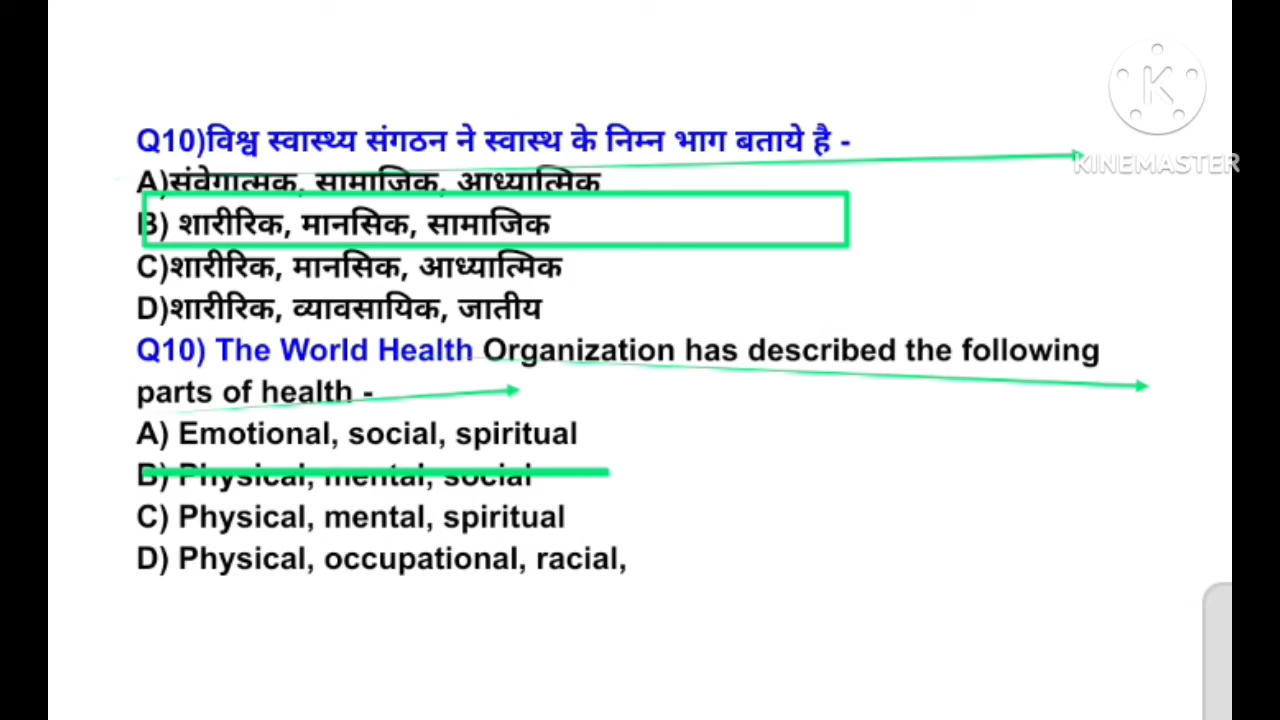 Q10)विश्व स्वास्थ्य संगठन ने स्वास्थ के निम्न भाग बताये है -
KINEMASTER
A)संवेगात्मक, सामाजिक, आध्यात्मिक
B) शारीरिक, मानसिक, सामाजिक
C)शारीरिक, मानसिक, आध्यात्मिक
D)शारीरिक, व्यावसायिक, जातीय
Q10) The World Health Organization has described the following
parts of health -
A) Emotional, social, spiritual
B) Physical, mental, social
C) Physical, mental, spiritual
D) Physical, occupational, racial,